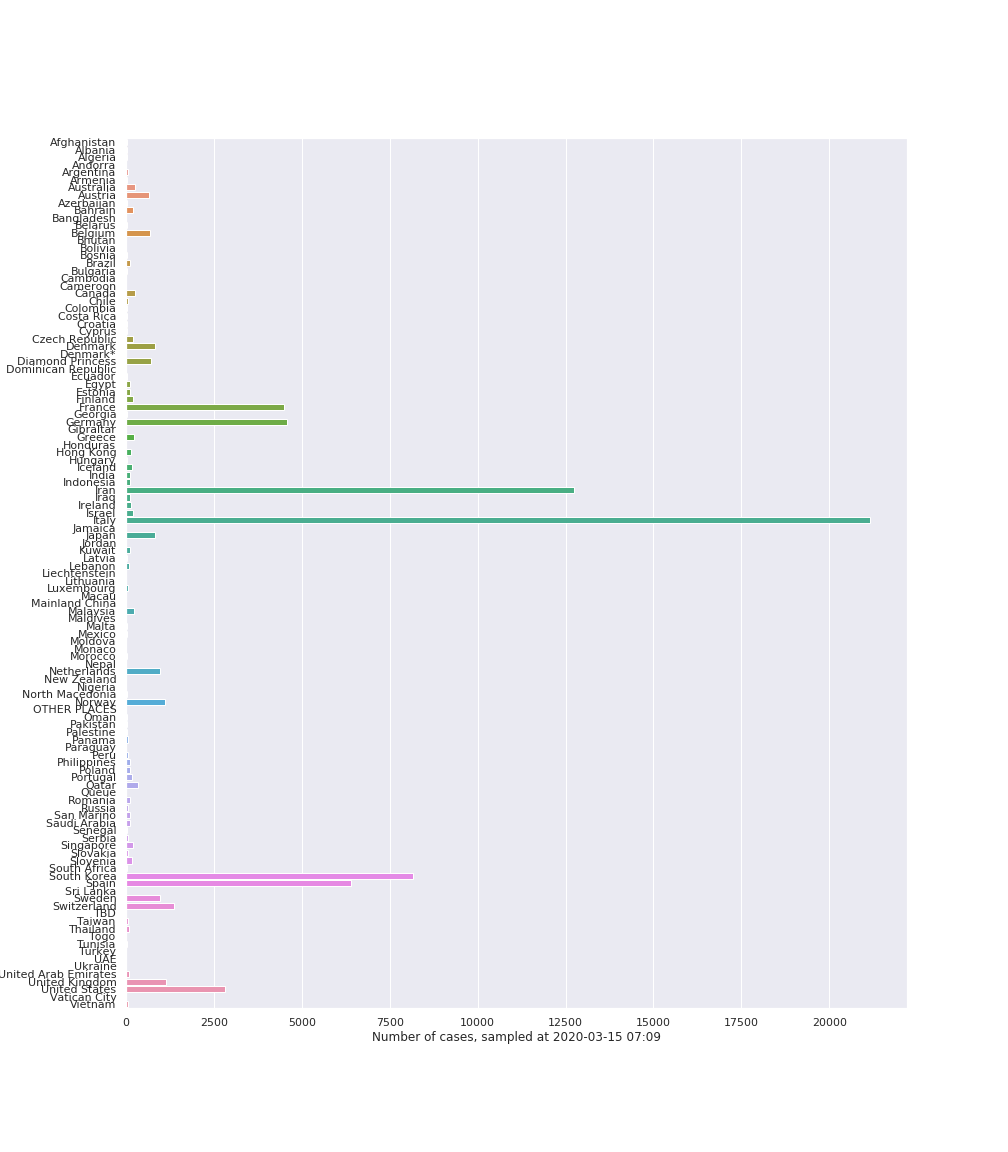 Afghanistan
Albania
Algeria
Andorra
Argentina
Armenia
Australia
Austria
Azerbaijan
Bahrain
Bangladesh
Belarus
Belgium
Bhutan
Bolivia
Bosnia
Brazil
Bulgaria
Cambodia
Cameroon
Canada
Chile
Colombia
Costa Rica
Croatia
Cyprus
Czech Republic
Denmark
Denmark*
Diamond Princess
Dominican Republic
Ecuador
Egypt
Estonia
Finland
France
Georgia
Germany
Gibraltar
Greece
Honduras
Hong Kong
Hungary
Iceland
India
Indonesia
Iran
Iraq
Ireland
Israel
Italy
Jamaica
Japan
Jordan
Kuwait
Latvia
Lebanon
Liechtenstein
Lithuania
Luxembourg
Macau
Mainland China
Malaysia
Maldives
Malta
Mexico
Moldova
Monaco
Morocco
Nepal
Netherlands
New Zealand
Nigeria
North Macedonia
Norway
OTHER PLACES
Oman
Pakistan
Palestine
Panama
Paraguay
Peru
Philippines
Poland
Portugal
Qatar
Queue
Romania
Russia
San Marino
Saudi Arabia
Senegal
Serbia
Singapore
Slovakia
Slovenia
South Africa
South Korea
Spain
Sri Lanka
Sweden
Switzerland
TBD
Taiwan
Thailand
Togo
Tunisia
Turkey
UAE
Ukraine
United Arab Emirates
United Kingdom
United States
Vatican City
Vietnam
0 2500 5000 7500 10000 12500 15000 17500 20000
Number of cases, sampled at 2020-03-15 07:09